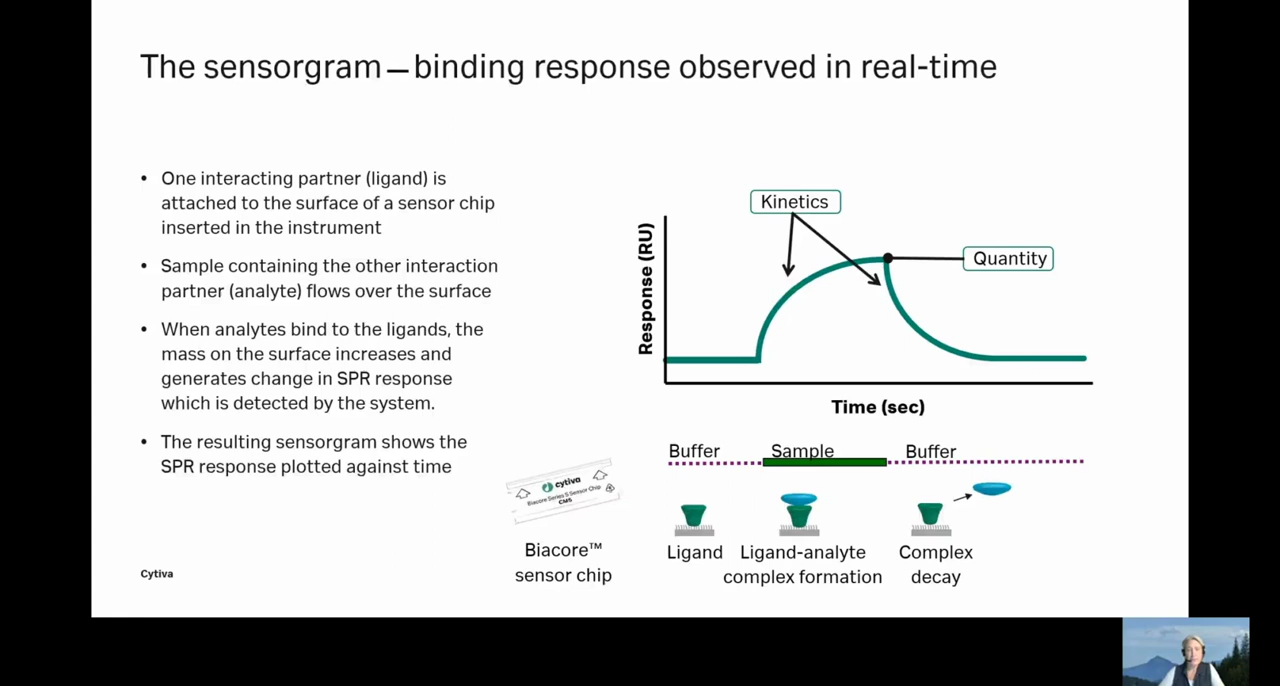 The sensorgram—binding response observed in real-time
• One interacting partner (ligand) is
attached to the surface of a sensor chip
inserted in the instrument
• Sample containing the other interaction
partner (analyte) flows over the surface
• When analytes bind to the ligands, the
mass on the surface increases and
generates change in SPR response
which is detected by the system.
• The resulting sensorgram shows the
SPR response plotted against time
Kinetics
Quantity
Response (RU)
Time (sec)
Buffer
Sample
Buffer
cytiva
Biacore Series S Sensor Chip
CM5
Biacore™
sensor chip
Ligand
Ligand-analyte
complex formation
Complex
decay
Cytiva